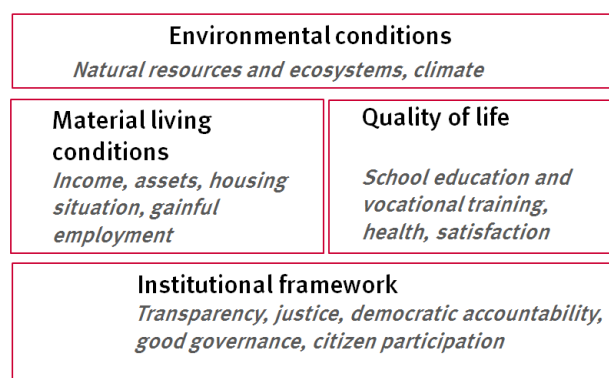 Environmental conditions
Natural resources and ecosystems, climate
Material living
conditions
Income, assets, housing
situation, gainful
employment
Quality of life
School education and
vocational training,
health, satisfaction
Institutional framework
Transparency, justice, democratic accountability,
good governance, citizen participation